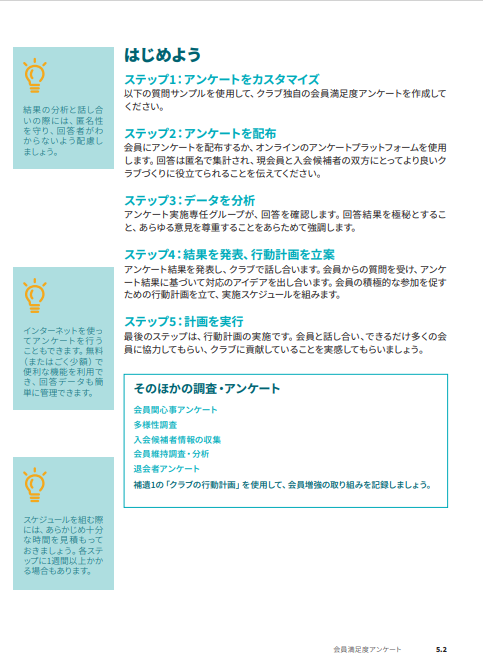 はじめよう
ステップ1：アンケートをカスタマイズ
以下の質問サンプルを使用して、クラブ独自の会員満足度アンケートを作成して
ください。
ステップ2：アンケートを配布
会員にアンケートを配布するか、オンラインのアンケートプラットフォームを使用
します。回答は匿名で集計され、現会員と入会候補者の双方にとってより良いク
ラブづくりに役立てられることを伝えてください。
ステップ3：データを分析
アンケート実施専任グループが、回答を確認します。回答結果を極秘とするこ
と、あらゆる意見を尊重することをあらためて強調します。
ステップ4：結果を発表、行動計画を立案
アンケート結果を発表し、クラブで話し合います。会員からの質問を受け、アンケ
ート結果に基づいて対応のアイデアを出し合います。会員の積極的な参加を促す
ための行動計画を立て、実施スケジュールを組みます。
ステップ5：計画を実行
最後のステップは、行動計画の実施です。会員と話し合い、できるだけ多くの会
員に協力してもらい、クラブに貢献していることを実感してもらいましょう。
そのほかの調査・アンケート
会員関心事アンケート
多様性調査
入会候補者情報の収集
会員維持調査・分析
退会者アンケート
補遺1の「クラブの行動計画」を使用して、会員増強の取り組みを記録しましょう。
結果の分析と話し合
いの際には、匿名性
を守り、回答者がわ
からないよう配慮し
ましょう。
インターネットを使っ
てアンケートを行う
こともできます。無料
（またはごく少額）で
便利な機能を利用で
き、回答データも簡
単に管理できます。
スケジュールを組む際
には、あらかじめ十分
な時間を見積もって
おきましょう。各ステ
ップに1週間以上かか
る場合もあります。
会員満足度アンケート 5.2